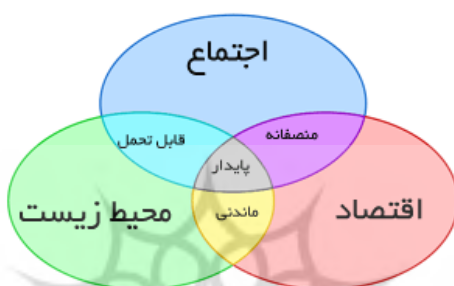 اجتماع
منصفانه
قابل تحمل
پایدار
اقتصاد
ماندنی
محیط زیست